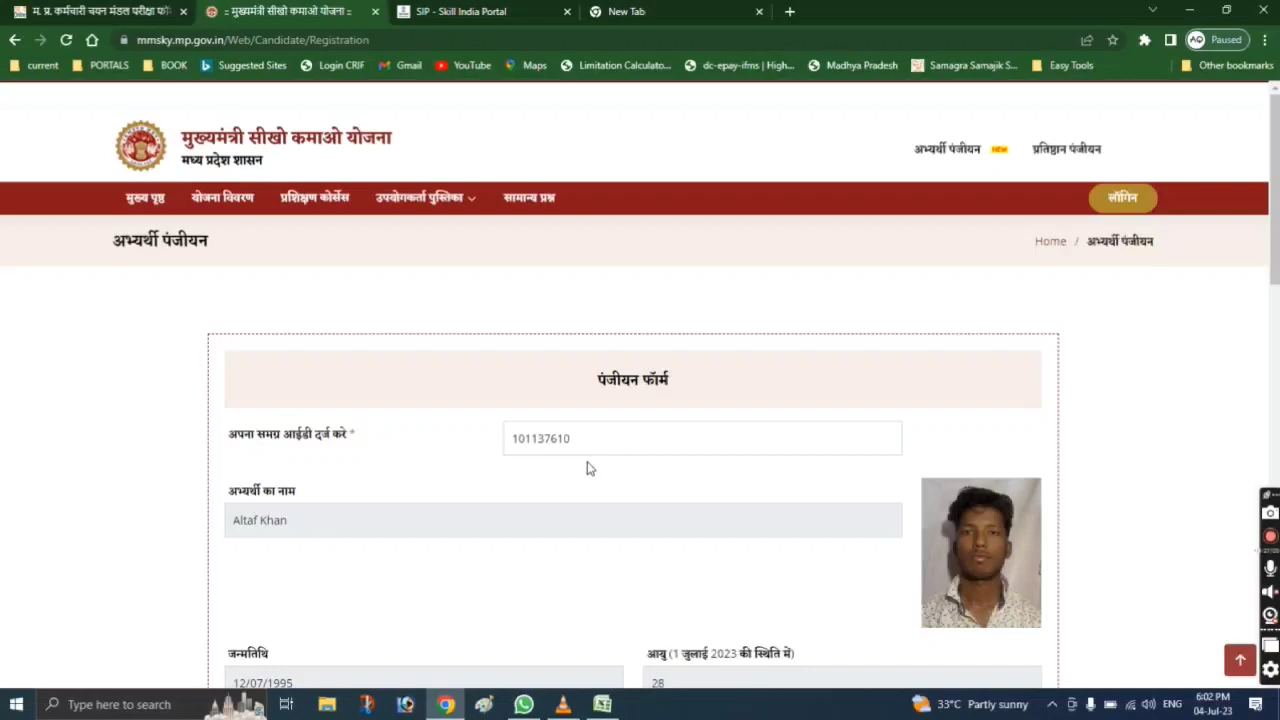 म. प्र. कर्मचारी चयन मंडल परीक्षा फॉ
= मुख्यमंत्री सीखो कमाओ योजना =
SIP - Skill India Portal
New Tab
mmsky.mp.gov.in/Web/Candidate/Registration
AQ Paused
current PORTALS BOOK Suggested Sites Login CRIF Gmail YouTube Maps Limitation Calculato... dc-epay-ifms | High... Madhya Pradesh Samagra Samajik S... Easy Tools Other bookmarks
मुख्यमंत्री सीखो कमाओ योजना
मध्य प्रदेश शासन
अभ्यर्थी पंजीयन NEW प्रतिष्ठान पंजीयन
मुख्य पृष्ठ योजना विवरण प्रशिक्षण कोर्सेस उपयोगकर्ता पुस्तिका सामान्य प्रश्न लॉगिन
अभ्यर्थी पंजीयन
Home / अभ्यर्थी पंजीयन
पंजीयन फॉर्म
अपना समग्र आईडी दर्ज करे *
101137610
अभ्यर्थी का नाम
Altaf Khan
जन्मतिथि
आयु (1 जुलाई 2023 की स्थिति में)
12/07/1995
28
Type here to search
33°C Partly sunny
ENG
6:02 PM
04-Jul-23